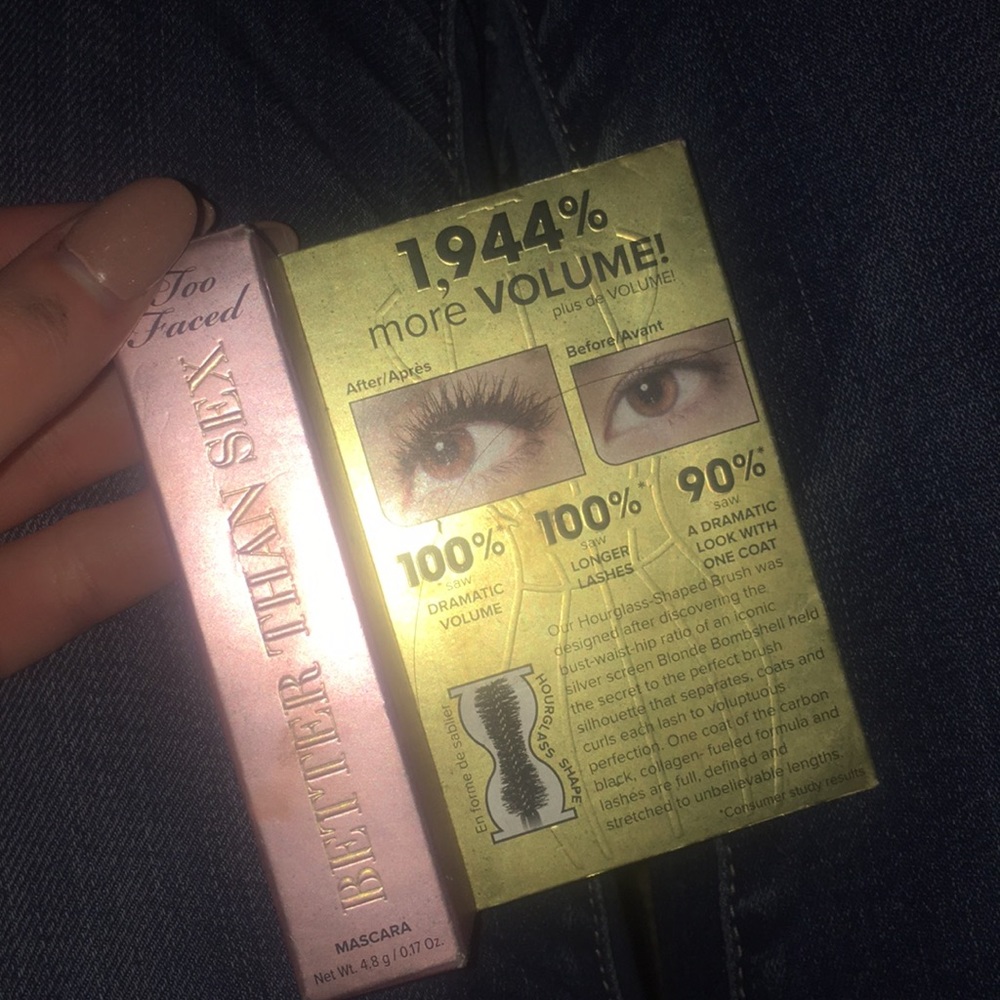 Too
Faced
BETTER THAN SEX
MASCARA
Net Wt. 4.8 g / 0.17 Oz.
1,944%
more VOLUME!
plus de VOLUME!
After/Après
Before/Avant
100%*
saw
DRAMATIC
VOLUME
100%*
saw
LONGER
LASHES
90%*
saw
A DRAMATIC
LOOK WITH
ONE COAT
Our Hourglass-Shaped Brush was
designed after discovering the
bust-waist-hip ratio of an iconic
silver screen Blonde Bombshell held
the secret to the perfect brush
silhouette that separates, coats and
curls each lash to voluptuous
perfection. One coat of the carbon
black, collagen-fueled formula and
lashes are full, defined and
stretched to unbelievable lengths.
*Consumer study results
En forme de sablier
HOURGLASS SHAPE